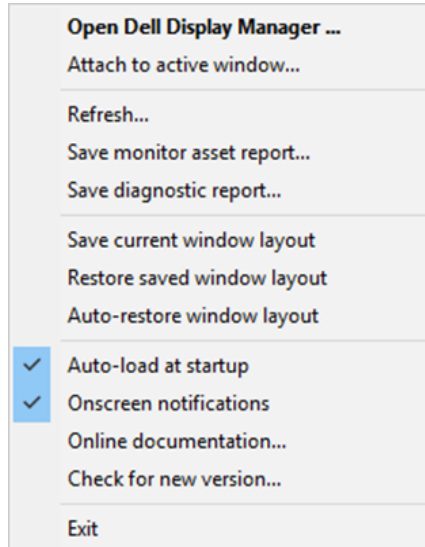 Open Dell Display Manager ...
Attach to active window...
Refresh...
Save monitor asset report...
Save diagnostic report...
Save current window layout
Restore saved window layout
Auto-restore window layout
Auto-load at startup
Onscreen notifications
Online documentation...
Check for new version...
Exit